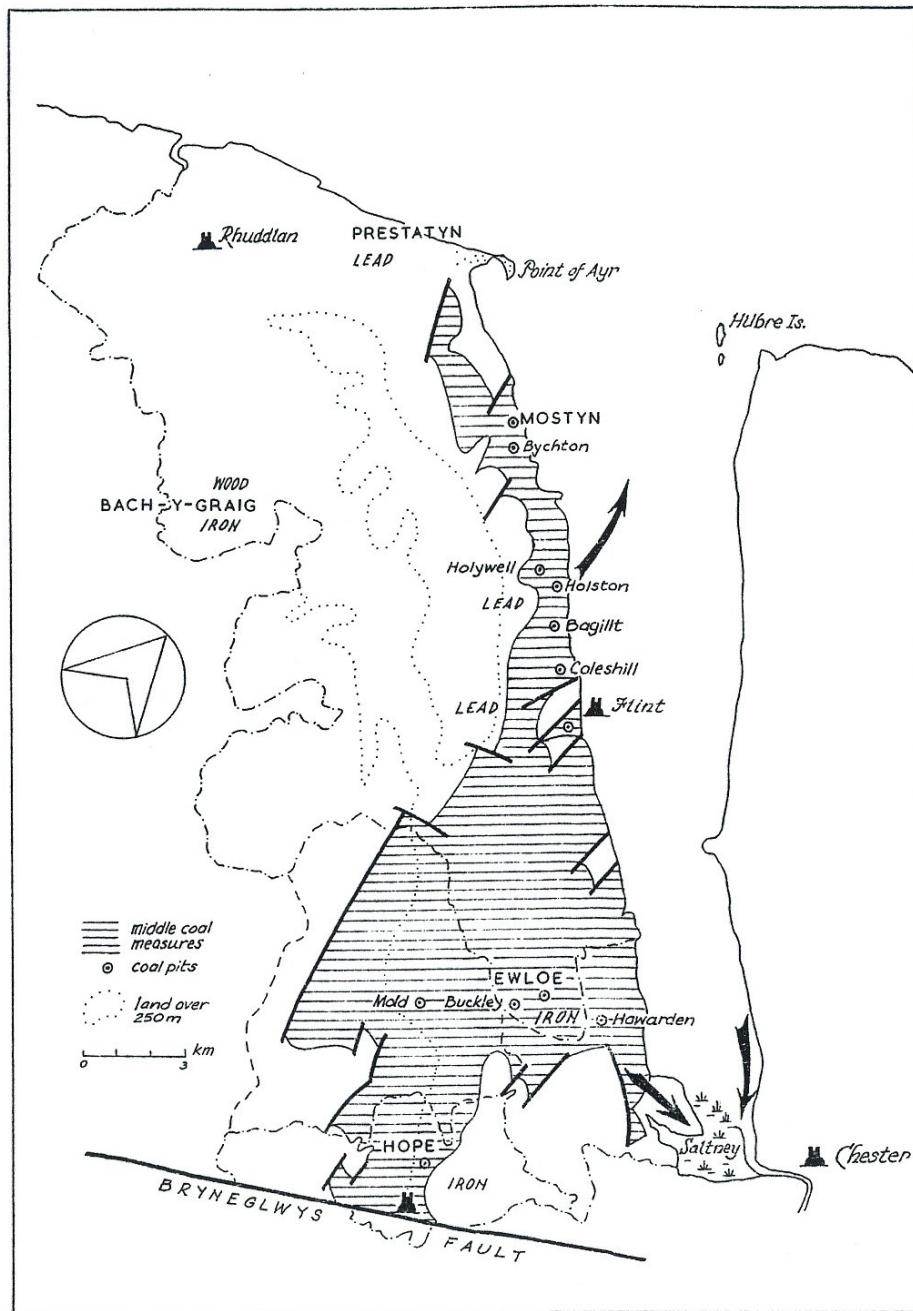 Rhuddlan
PRESTATYN
LEAD
Point of Ayr
Hilbre Is.
MOSTYN
Bychton
WOOD
BACH-Y-GRAIG
IRON
Holywell
Holston
LEAD
Bagillt
Coleshill
LEAD
Flint
middle coal
measures
coal pits
land over
250m
km
0 3
EWLOE
Mold
Buckley
IRON
Hawarden
Saltney
Chester
HOPE
IRON
BRYNEGLWYS FAULT